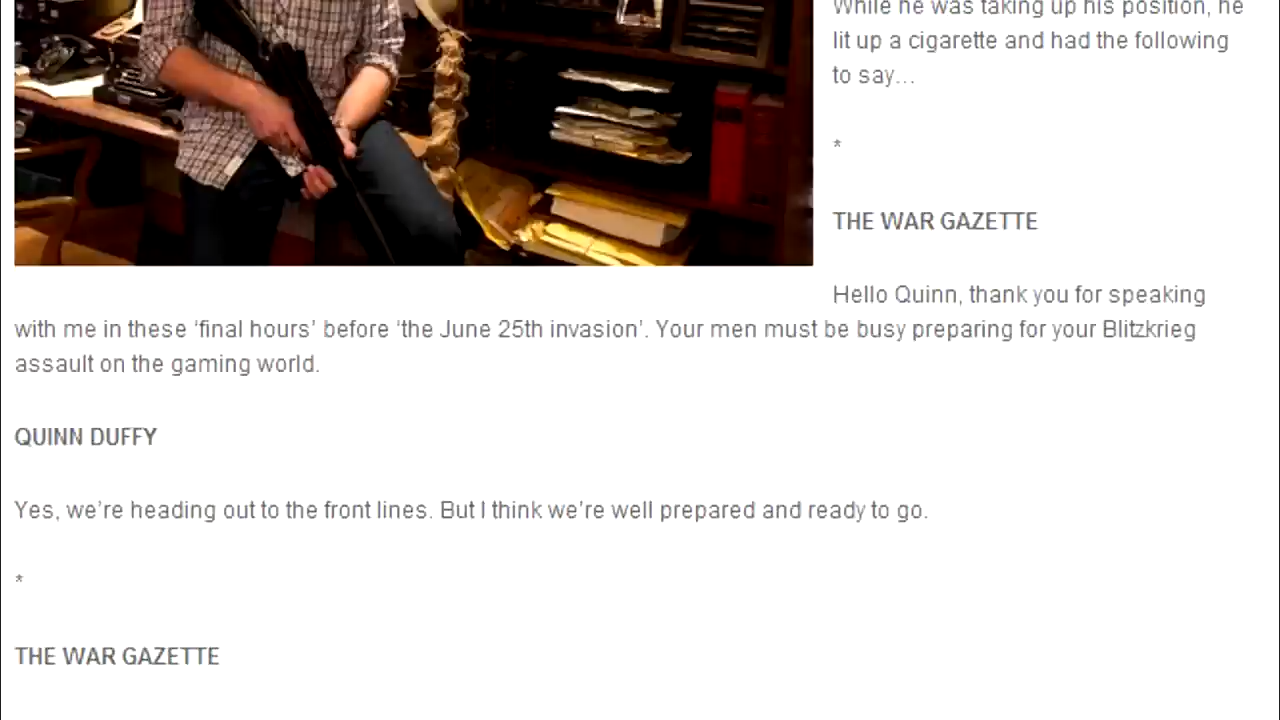 While he was taking up his position, he
lit up a cigarette and had the following
to say…
*
THE WAR GAZETTE
Hello Quinn, thank you for speaking
with me in these ‘final hours’ before ‘the June 25th invasion’. Your men must be busy preparing for your Blitzkrieg
assault on the gaming world.
QUINN DUFFY
Yes, we’re heading out to the front lines. But I think we’re well prepared and ready to go.
*
THE WAR GAZETTE